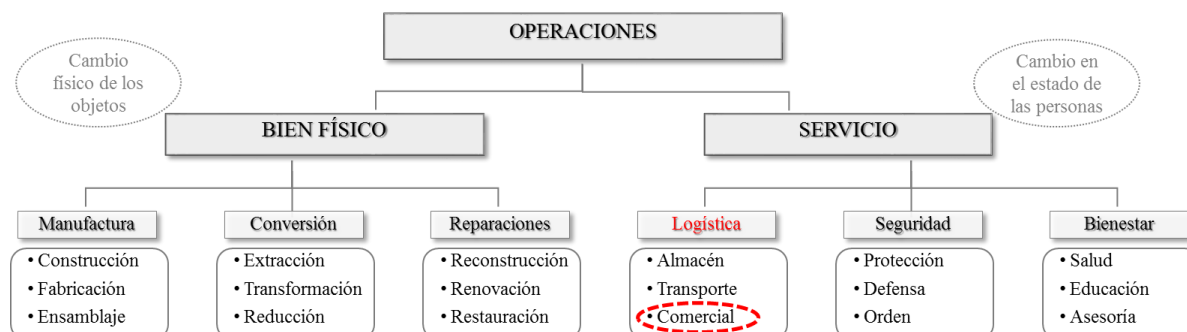 OPERACIONES
Cambio
físico de los
objetos
Cambio en
el estado de
las personas
BIEN FÍSICO
SERVICIO
Manufactura
• Construcción
• Fabricación
• Ensamblaje
Conversión
• Extracción
• Transformación
• Reducción
Reparaciones
• Reconstrucción
• Renovación
• Restauración
Logística
• Almacén
• Transporte
• Comercial
Seguridad
• Protección
• Defensa
• Orden
Bienestar
• Salud
• Educación
• Asesoría